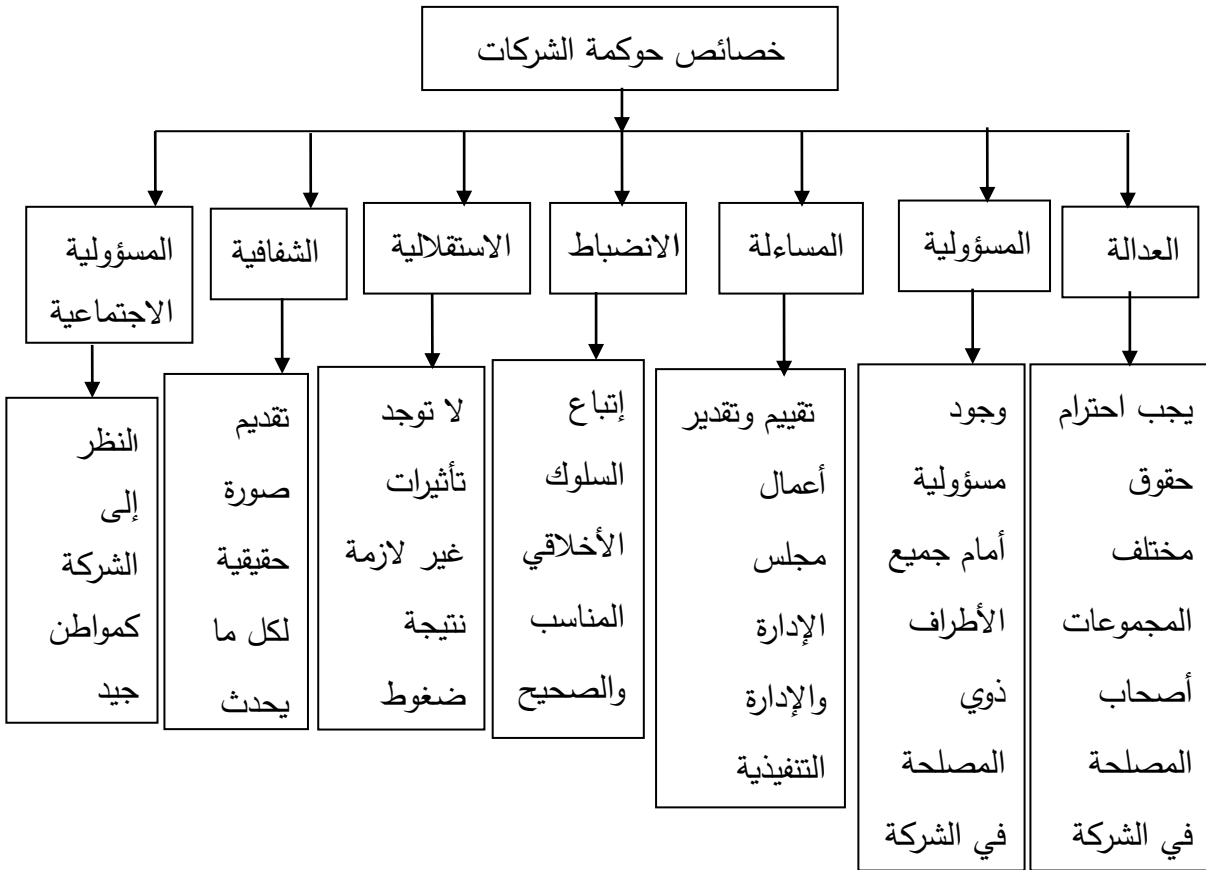 خصائص حوكمة الشركات
العدالة
المسؤولية
المساءلة
الانضباط
الاستقلالية
الشفافية
المسؤولية
الاجتماعية
يجب احترام
حقوق
مختلف
المجموعات
أصحاب
المصلحة
في الشركة
وجود
مسؤولية
أمام جميع
الأطراف
ذوي
المصلحة
في الشركة
تقييم وتقدير
أعمال
مجلس
الإدارة
والإدارة
التنفيذية
إتباع
السلوك
الأخلاقي
المناسب
والصحيح
لا توجد
تأثيرات
غير لازمة
نتيجة
ضغوط
تقديم
صورة
حقيقية
لكل ما
يحدث
النظر
إلى
الشركة
كمواطن
جيد